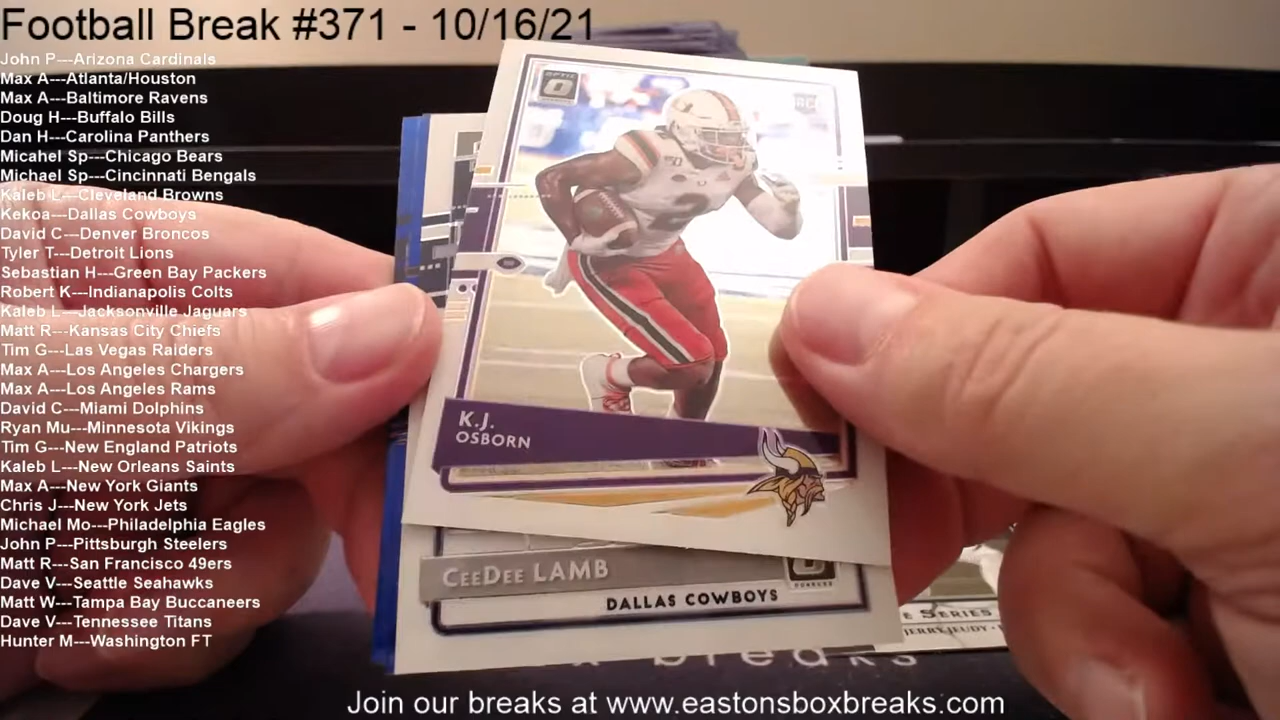 Football Break #371 - 10/16/21
John P---Arizona Cardinals
Max A---Atlanta/Houston
Max A---Baltimore Ravens
Doug H---Buffalo Bills
Dan H---Carolina Panthers
Micahel Sp---Chicago Bears
Michael Sp---Cincinnati Bengals
Kaleb L---Cleveland Browns
Kekoa---Dallas Cowboys
David C---Denver Broncos
Tyler T---Detroit Lions
Sebastian H---Green Bay Packers
Robert K---Indianapolis Colts
Kaleb L---Jacksonville Jaguars
Matt R---Kansas City Chiefs
Tim G---Las Vegas Raiders
Max A---Los Angeles Chargers
Max A---Los Angeles Rams
David C---Miami Dolphins
Ryan Mu---Minnesota Vikings
Tim G---New England Patriots
Kaleb L---New Orleans Saints
Max A---New York Giants
Chris J---New York Jets
Michael Mo---Philadelphia Eagles
John P---Pittsburgh Steelers
Matt R---San Francisco 49ers
Dave V---Seattle Seahawks
Matt W---Tampa Bay Buccaneers
Dave V---Tennessee Titans
Hunter M---Washington FT
OPTIC
RC
2
K.J.
OSBORN
CEEDEE LAMB
DALLAS COWBOYS
SERIES
JERRY JEUDY
breaks
Join our breaks at www.eastonsboxbreaks.com